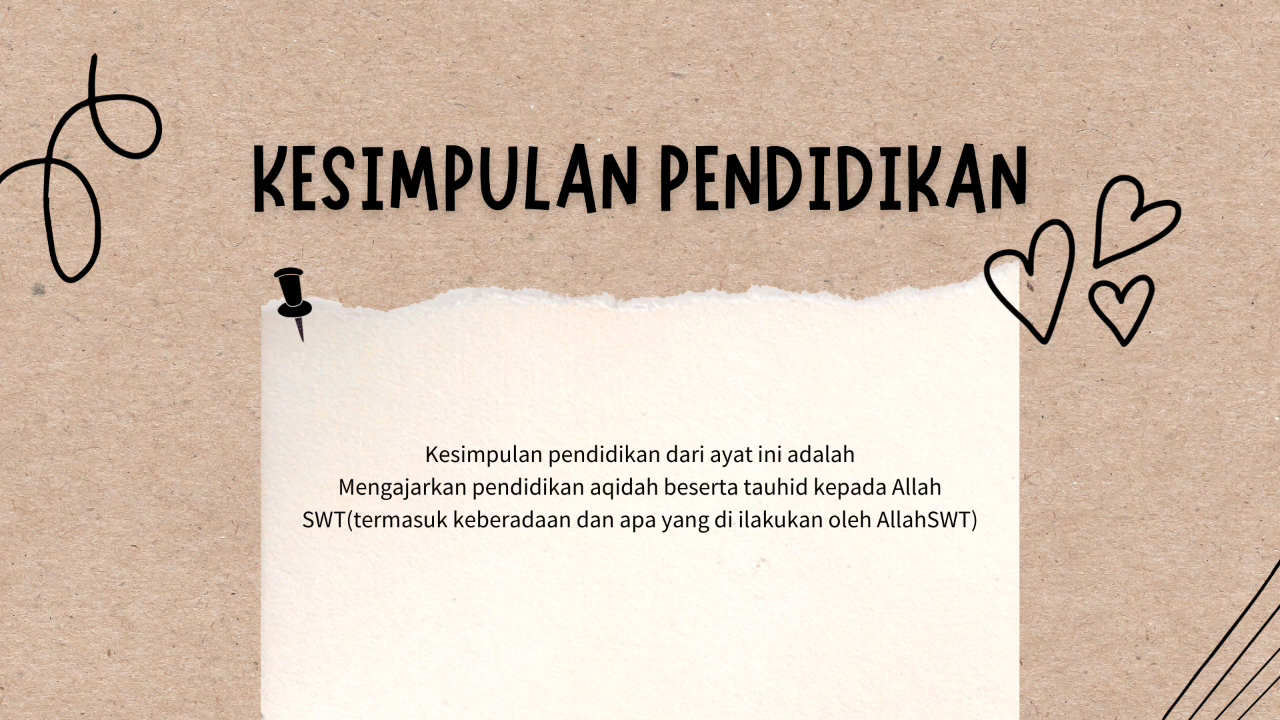 KESIMPULAN PENDIDIKAN
Kesimpulan pendidikan dari ayat ini adalah
Mengajarkan pendidikan aqidah beserta tauhid kepada Allah
SWT(termasuk keberadaan dan apa yang di ilakukan oleh AllahSWT)